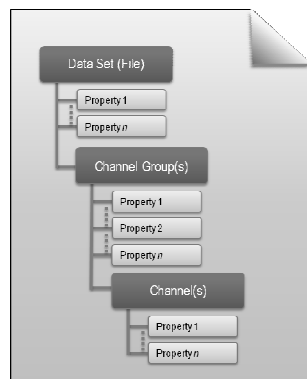 Data Set (File)
Property 1
Property n
Channel Group(s)
Property 1
Property 2
Property n
Channel(s)
Property 1
Property n